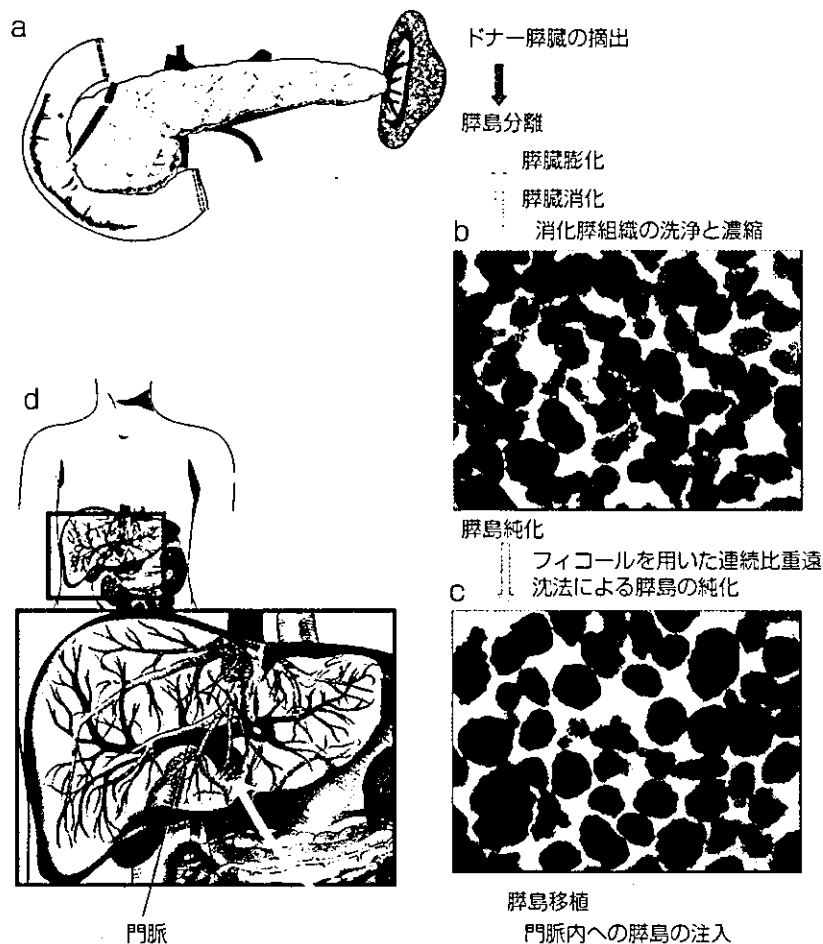 a
ドナー膵臓の摘出
膵島分離
膵臓膨化
膵臓消化
消化膵組織の洗浄と濃縮
b
膵島純化
フィコールを用いた連続比重遠
沈法による膵島の純化
c
膵島移植
門脈内への膵島の注入
d
門脈